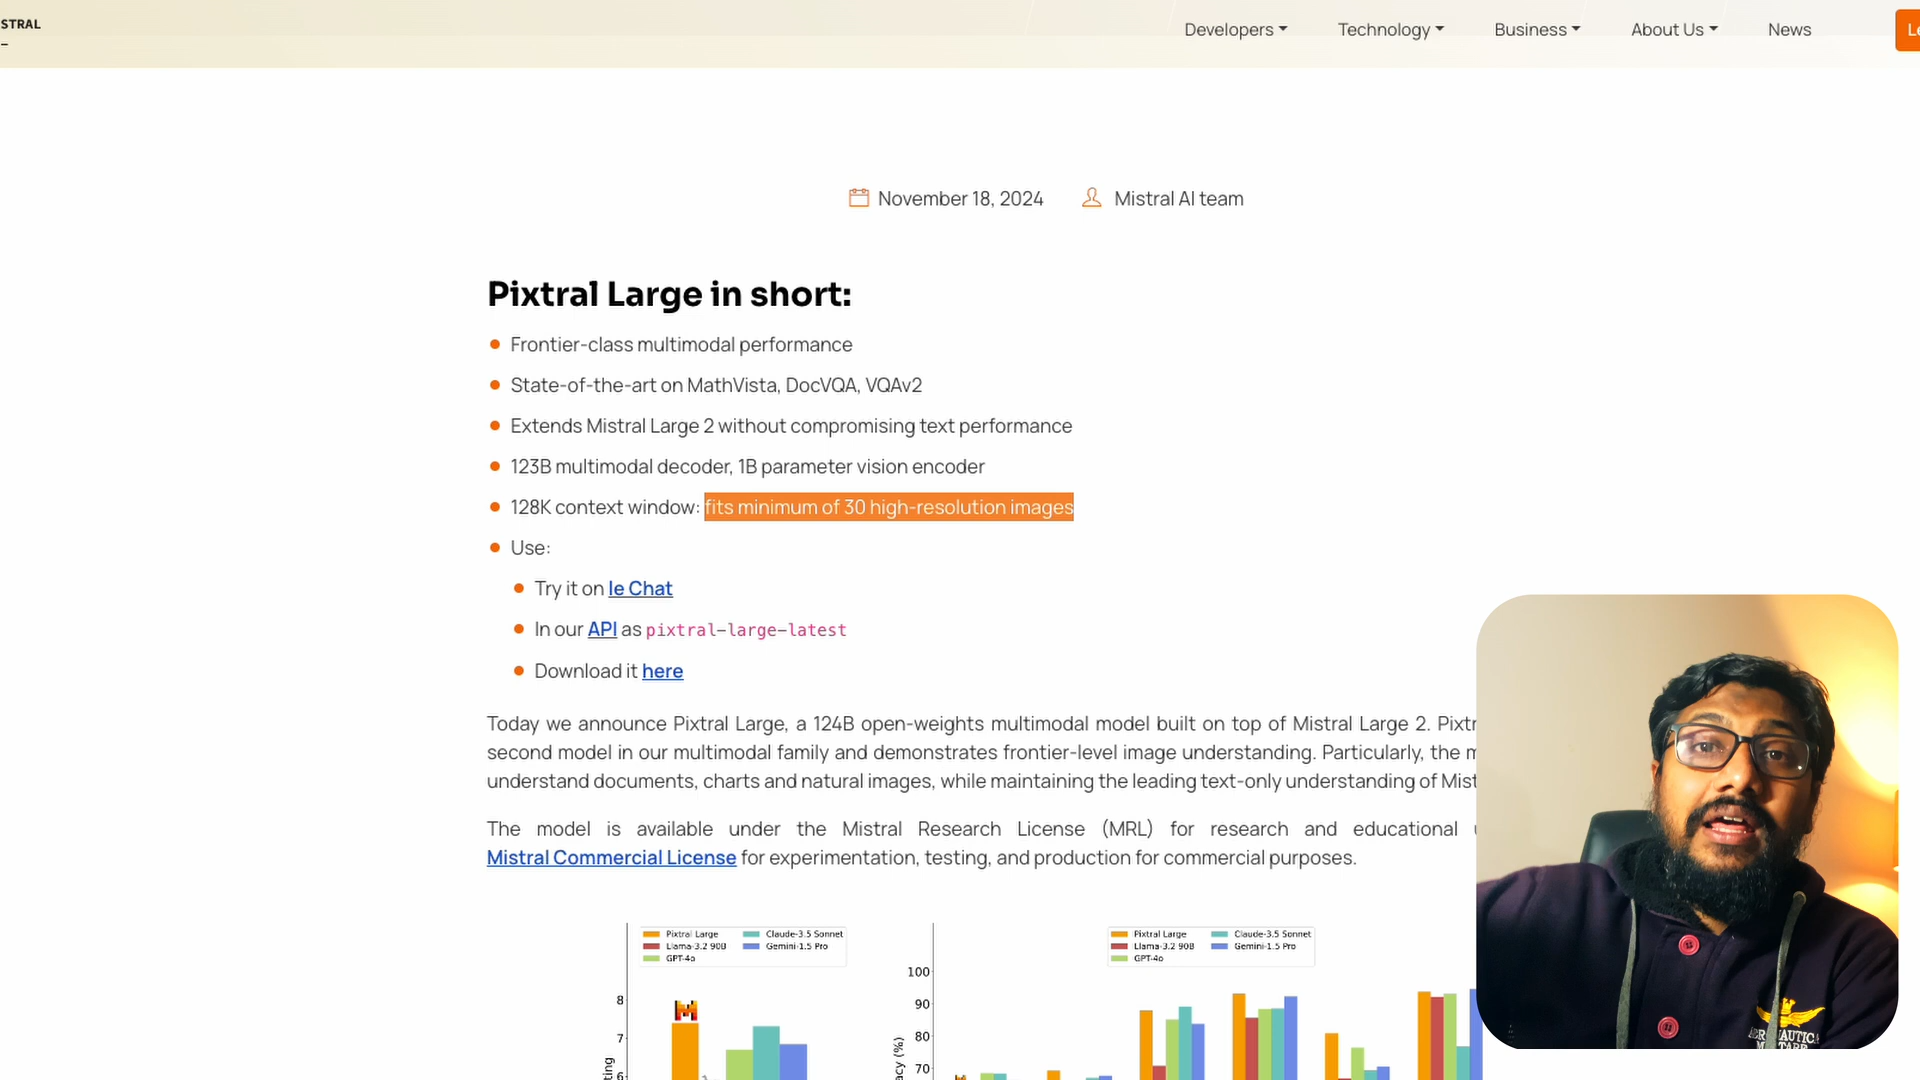 STRAL
Developers Technology Business About Us News
November 18, 2024 Mistral AI team
Pixtral Large in short:
Frontier-class multimodal performance
State-of-the-art on MathVista, DocVQA, VQAv2
Extends Mistral Large 2 without compromising text performance
123B multimodal decoder, 1B parameter vision encoder
128K context window: fits minimum of 30 high-resolution images
Use:
Try it on le Chat
In our API as pixtral-large-latest
Download it here
Today we announce Pixtral Large, a 124B open-weights multimodal model built on top of Mistral Large 2. Pixtr
second model in our multimodal family and demonstrates frontier-level image understanding. Particularly, the m
understand documents, charts and natural images, while maintaining the leading text-only understanding of Mist
The model is available under the Mistral Research License (MRL) for research and educational
Mistral Commercial License for experimentation, testing, and production for commercial purposes.
Pixtral Large Claude-3.5 Sonnet
Llama-3.2 90B Gemini-1.5 Pro
GPT-4o
8
7
6
ting
Pixtral Large Claude-3.5 Sonnet
Llama-3.2 90B Gemini-1.5 Pro
GPT-4o
100
90
80
70
acy (%)